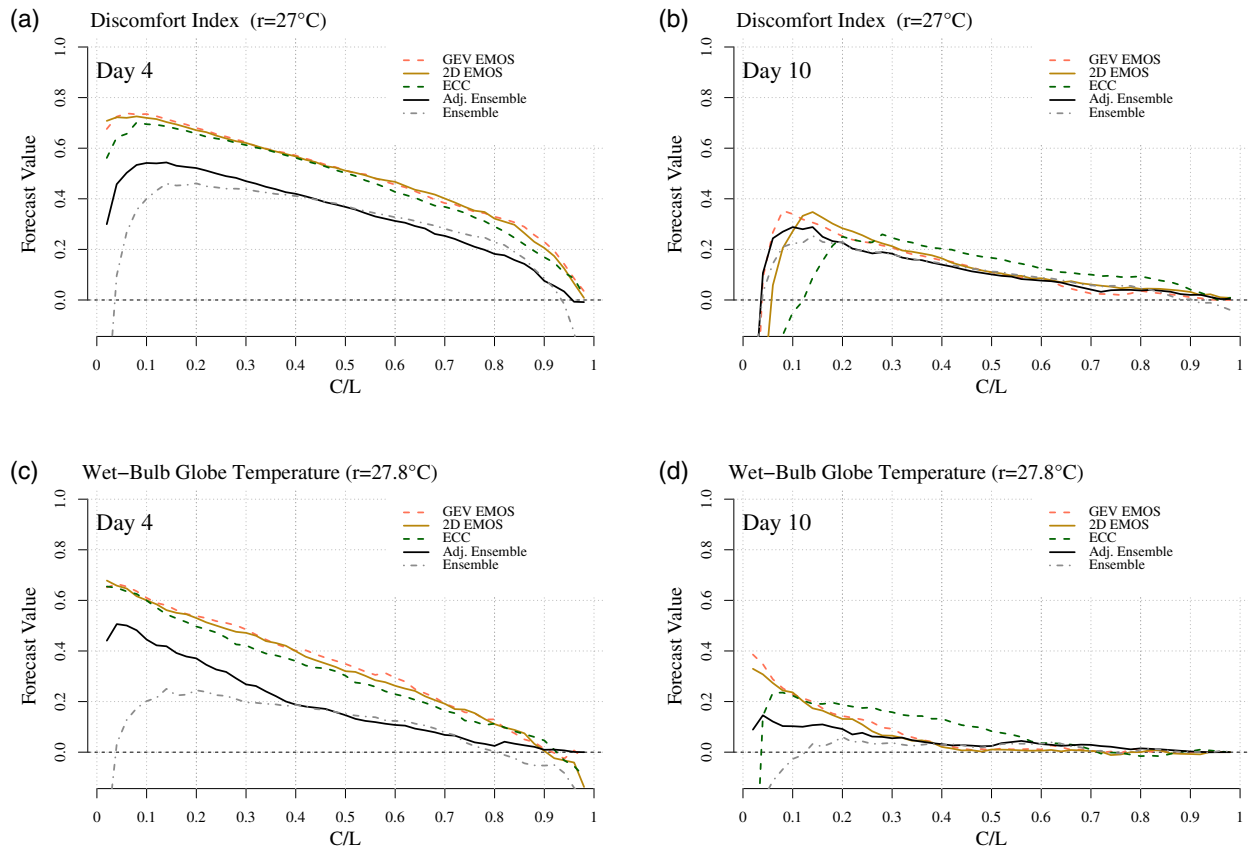 (a) Discomfort Index (r=27°C)
Day 4
GEV EMOS
2D EMOS
ECC
Adj. Ensemble
Ensemble
Forecast Value
0.0 0.2 0.4 0.6 0.8 1.0
0 0.1 0.2 0.3 0.4 0.5 0.6 0.7 0.8 0.9 1
C/L
(b) Discomfort Index (r=27°C)
Day 10
GEV EMOS
2D EMOS
ECC
Adj. Ensemble
Ensemble
Forecast Value
0.0 0.2 0.4 0.6 0.8 1.0
0 0.1 0.2 0.3 0.4 0.5 0.6 0.7 0.8 0.9 1
C/L
(c) Wet−Bulb Globe Temperature (r=27.8°C)
Day 4
GEV EMOS
2D EMOS
ECC
Adj. Ensemble
Ensemble
Forecast Value
0.0 0.2 0.4 0.6 0.8 1.0
0 0.1 0.2 0.3 0.4 0.5 0.6 0.7 0.8 0.9 1
C/L
(d) Wet−Bulb Globe Temperature (r=27.8°C)
Day 10
GEV EMOS
2D EMOS
ECC
Adj. Ensemble
Ensemble
Forecast Value
0.0 0.2 0.4 0.6 0.8 1.0
0 0.1 0.2 0.3 0.4 0.5 0.6 0.7 0.8 0.9 1
C/L